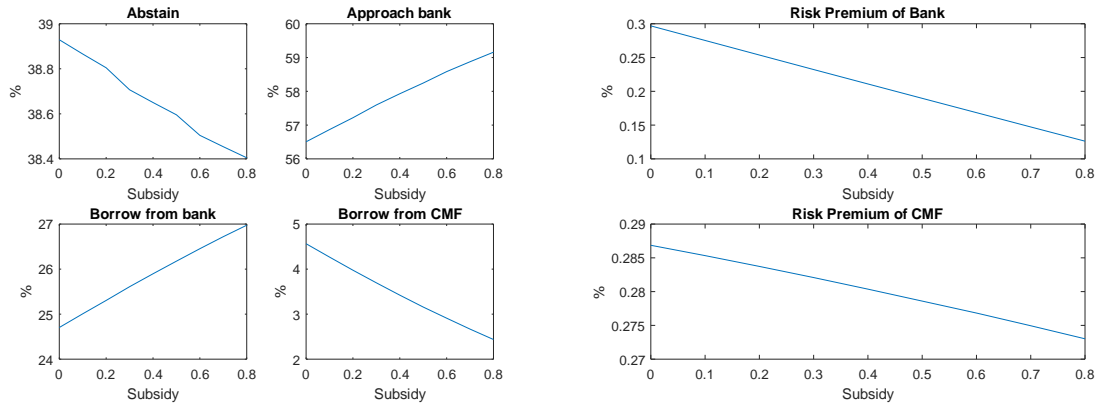 Abstain
39
38.8
38.6
38.4
%
0 0.2 0.4 0.6 0.8
Subsidy
Approach bank
60
59
58
57
56
%
0 0.2 0.4 0.6 0.8
Subsidy
Risk Premium of Bank
0.3
0.25
0.2
0.15
0.1
%
0 0.1 0.2 0.3 0.4 0.5 0.6 0.7 0.8
Subsidy
Borrow from bank
27
26
25
24
%
0 0.2 0.4 0.6 0.8
Subsidy
Borrow from CMF
5
4
3
2
%
0 0.2 0.4 0.6 0.8
Subsidy
Risk Premium of CMF
0.29
0.285
0.28
0.275
0.27
%
0 0.1 0.2 0.3 0.4 0.5 0.6 0.7 0.8
Subsidy